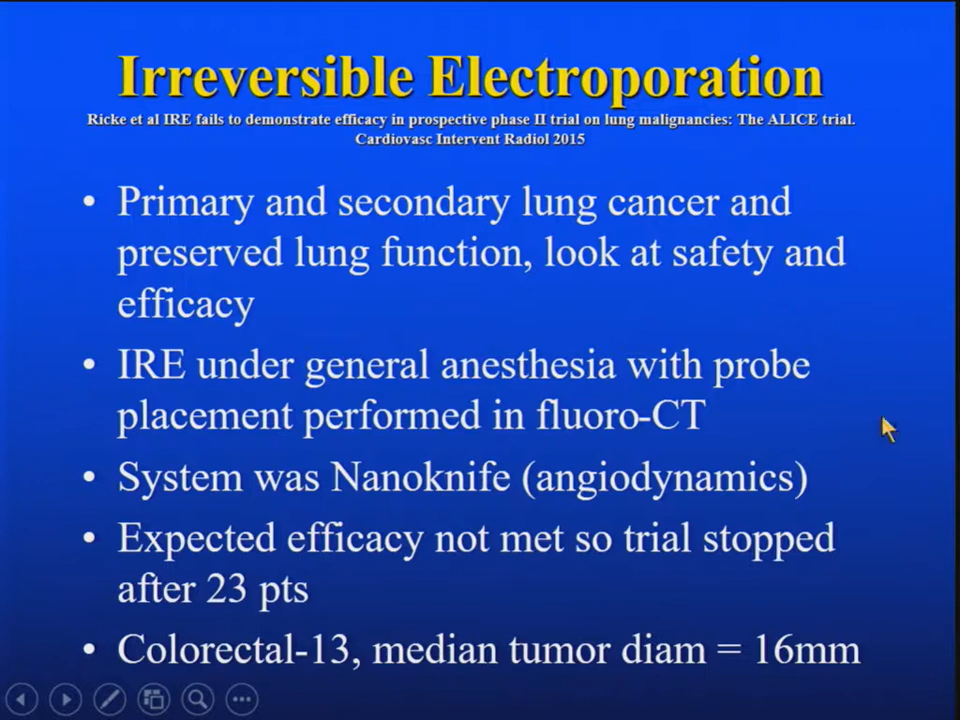 Irreversible Electroporation
Ricke et al IRE fails to demonstrate efficacy in prospective phase II trial on lung malignancies: The ALICE trial.
Cardiovasc Intervent Radiol 2015
• Primary and secondary lung cancer and
preserved lung function, look at safety and
efficacy
• IRE under general anesthesia with probe
placement performed in fluoro-CT
• System was Nanoknife (angiodynamics)
• Expected efficacy not met so trial stopped
after 23 pts
• Colorectal-13, median tumor diam = 16mm